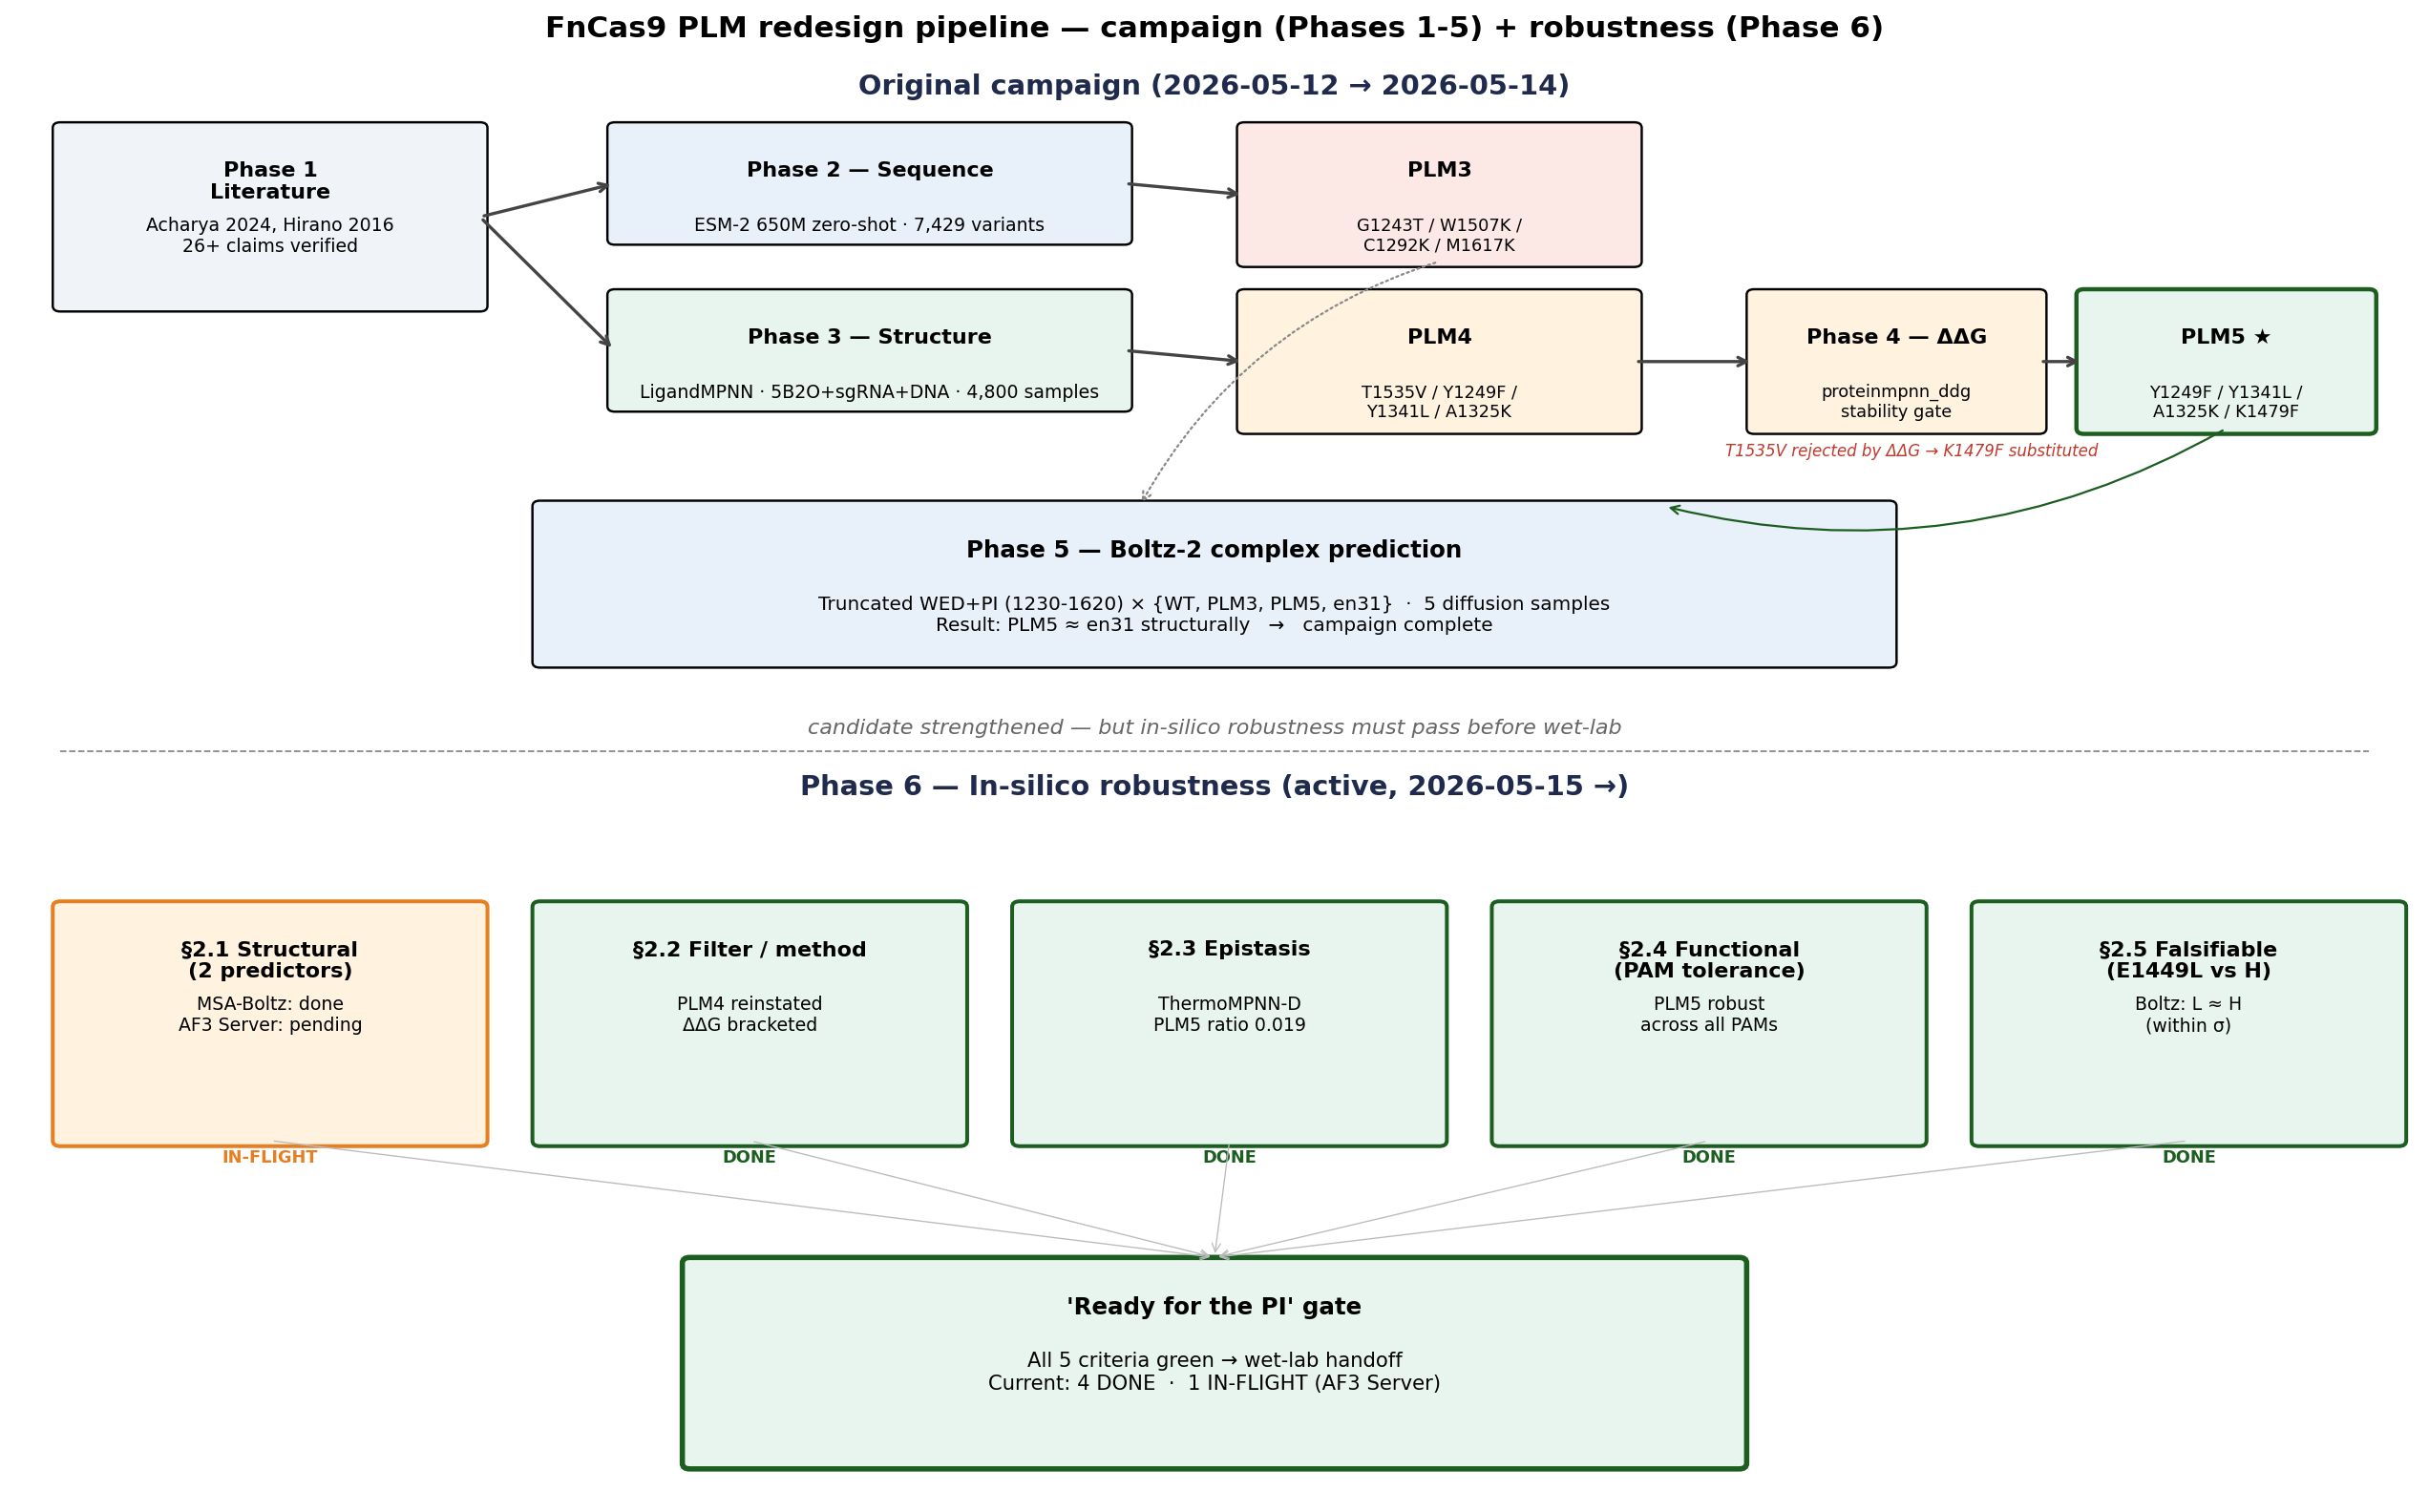 FnCas9 PLM redesign pipeline — campaign (Phases 1-5) + robustness (Phase 6)
Original campaign (2026-05-12 → 2026-05-14)
Phase 1
Literature
Acharya 2024, Hirano 2016
26+ claims verified
Phase 2 — Sequence
ESM-2 650M zero-shot · 7,429 variants
PLM3
G1243T / W1507K /
C1292K / M1617K
Phase 3 — Structure
LigandMPNN · 5B2O+sgRNA+DNA · 4,800 samples
PLM4
T1535V / Y1249F /
Y1341L / A1325K
Phase 4 — ΔΔG
proteinmpnn_ddg
stability gate
PLM5 ★
Y1249F / Y1341L /
A1325K / K1479F
T1535V rejected by ΔΔG → K1479F substituted
Phase 5 — Boltz-2 complex prediction
Truncated WED+PI (1230-1620) × {WT, PLM3, PLM5, en31} · 5 diffusion samples
Result: PLM5 ≈ en31 structurally → campaign complete
candidate strengthened — but in-silico robustness must pass before wet-lab
Phase 6 — In-silico robustness (active, 2026-05-15 →)
§2.1 Structural
(2 predictors)
MSA-Boltz: done
AF3 Server: pending
IN-FLIGHT
§2.2 Filter / method
PLM4 reinstated
ΔΔG bracketed
DONE
§2.3 Epistasis
ThermoMPNN-D
PLM5 ratio 0.019
DONE
§2.4 Functional
(PAM tolerance)
PLM5 robust
across all PAMs
DONE
§2.5 Falsifiable
(E1449L vs H)
Boltz: L ≈ H
(within σ)
DONE
'Ready for the PI' gate
All 5 criteria green → wet-lab handoff
Current: 4 DONE · 1 IN-FLIGHT (AF3 Server)